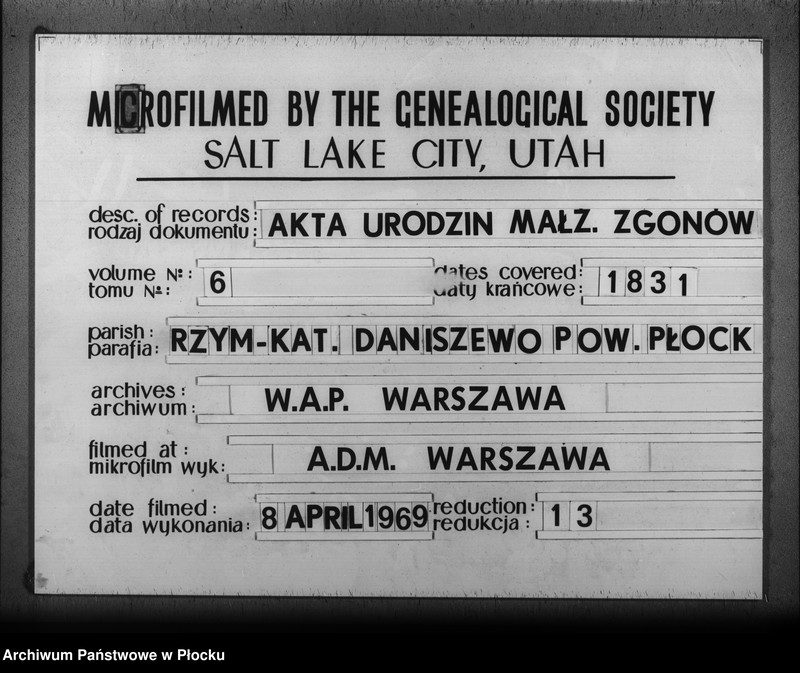 MICROFILMED BY THE GENEALOGICAL SOCIETY
SALT LAKE CITY, UTAH
desc. of records: AKTA URODZIN MAŁŻ. ZGONÓW
rodzaj dokumentu:
volume №: 6 dates covered: 1831
tomu №: daty krańcowe:
parish: RZYM-KAT. DANISZEWO POW. PŁOCK
parafia:
archives: W.A.P. WARSZAWA
archiwum:
filmed at: A.D.M. WARSZAWA
mikrofilm wyk:
date filmed: 8 APRIL 1969 reduction: 13
data wykonania: redukcja:
Archiwum Państwowe w Płocku